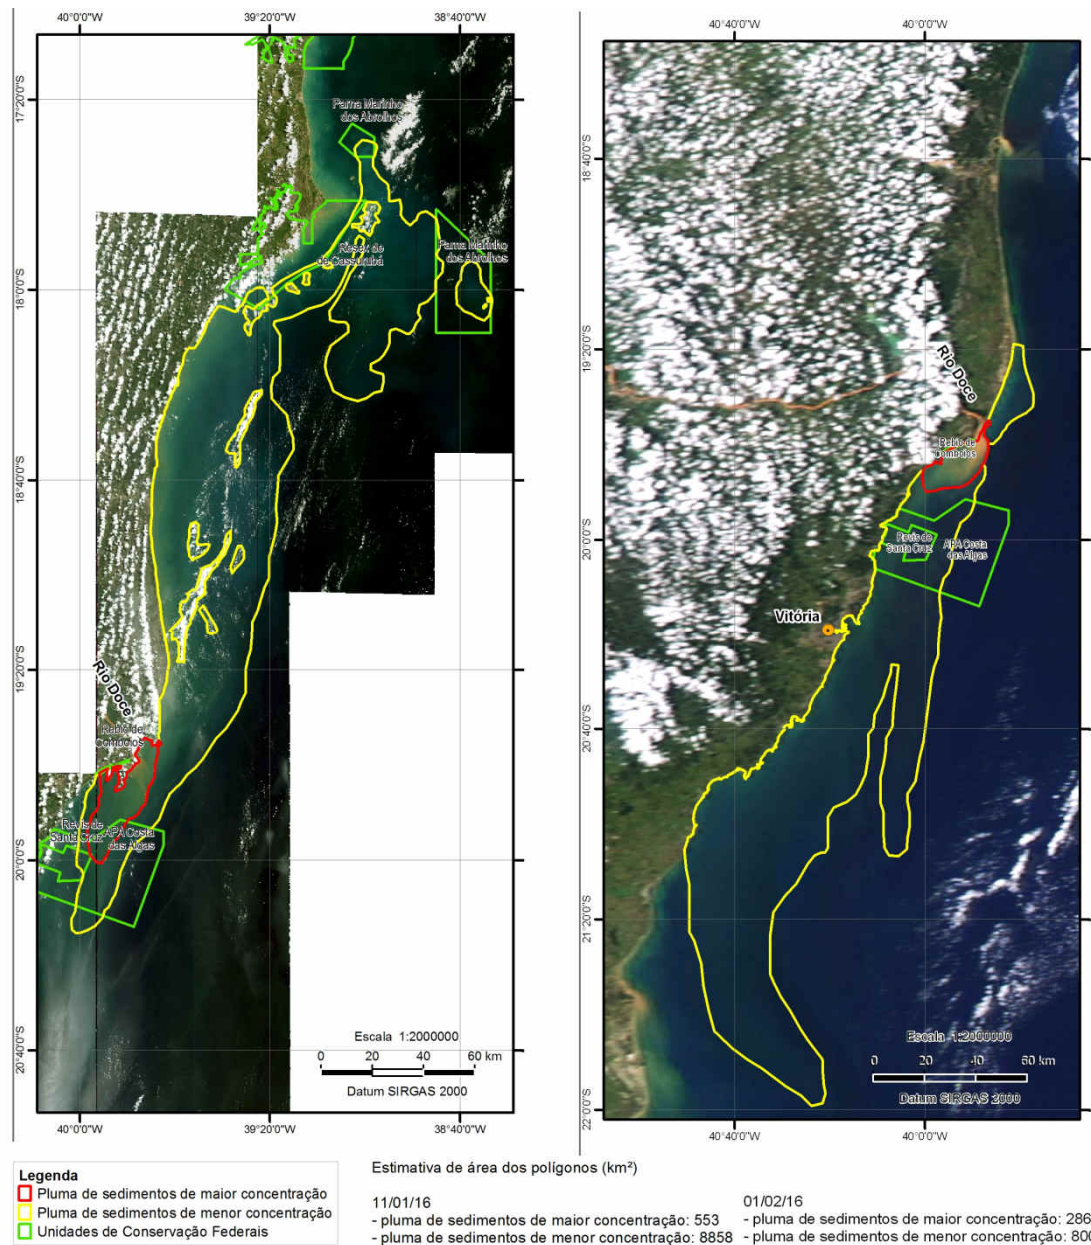 40°0'0"W 39°20'0"W 38°40'0"W
17°20'0"S
18°0'0"S
18°40'0"S
19°20'0"S
20°0'0"S
20°40'0"S
Parna Marinho
dos Abrolhos
Resex de
de Cassurubá
Parna Marinho
dos Abrolhos
Rio Doce
Rebio de
Comboios
Revis de
Santa Cruz
APA Costa
das Algas
Escala 1:2000000
0 20 40 60 km
Datum SIRGAS 2000
40°0'0"W 39°20'0"W 38°40'0"W
40°40'0"W 40°0'0"W
18°40'0"S
19°20'0"S
20°0'0"S
20°40'0"S
21°20'0"S
22°0'0"S
Rio Doce
Rebio de
Comboios
Revis de
Santa Cruz
APA Costa
das Algas
Vitória
Escala 1:2000000
0 20 40 60 km
Datum SIRGAS 2000
40°40'0"W 40°0'0"W
Legenda
Pluma de sedimentos de maior concentração
Pluma de sedimentos de menor concentração
Unidades de Conservação Federais
Estimativa de área dos polígonos (km²)
11/01/16
- pluma de sedimentos de maior concentração: 553
- pluma de sedimentos de menor concentração: 8858
01/02/16
- pluma de sedimentos de maior concentração: 286
- pluma de sedimentos de menor concentração: